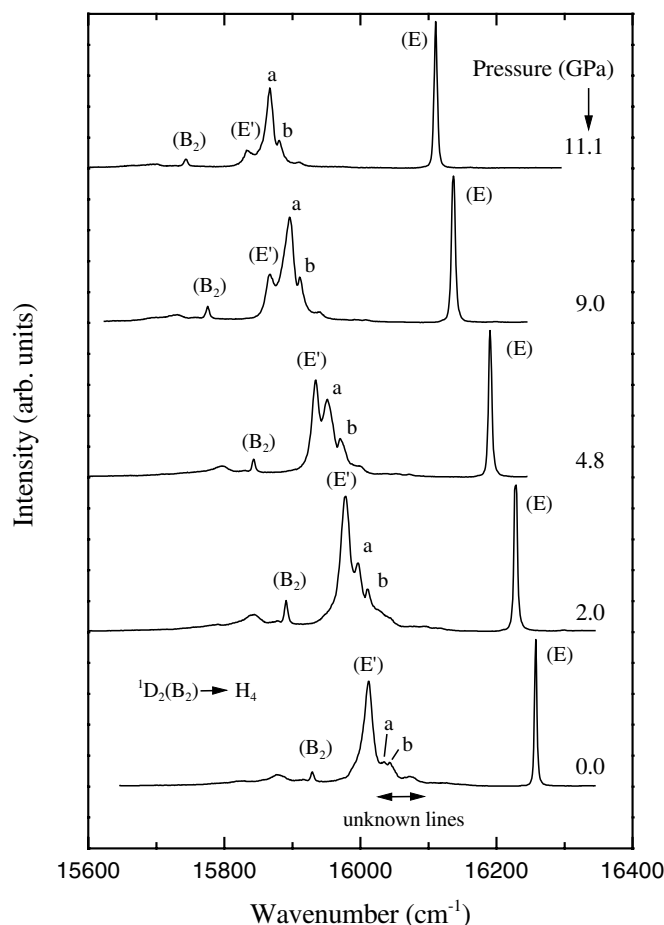 (E)
a
Pressure (GPa)
(E') b
(B₂)
11.1
(E)
a
(E') b
(B₂)
9.0
(E)
(E')
a
b
(B₂)
4.8
(E')
(E)
a
b
(B₂)
2.0
(E)
(E')
¹D₂(B₂) → H₄
a b
(B₂)
0.0
unknown lines
15600 15800 16000 16200 16400
Wavenumber (cm⁻¹)
Intensity (arb. units)